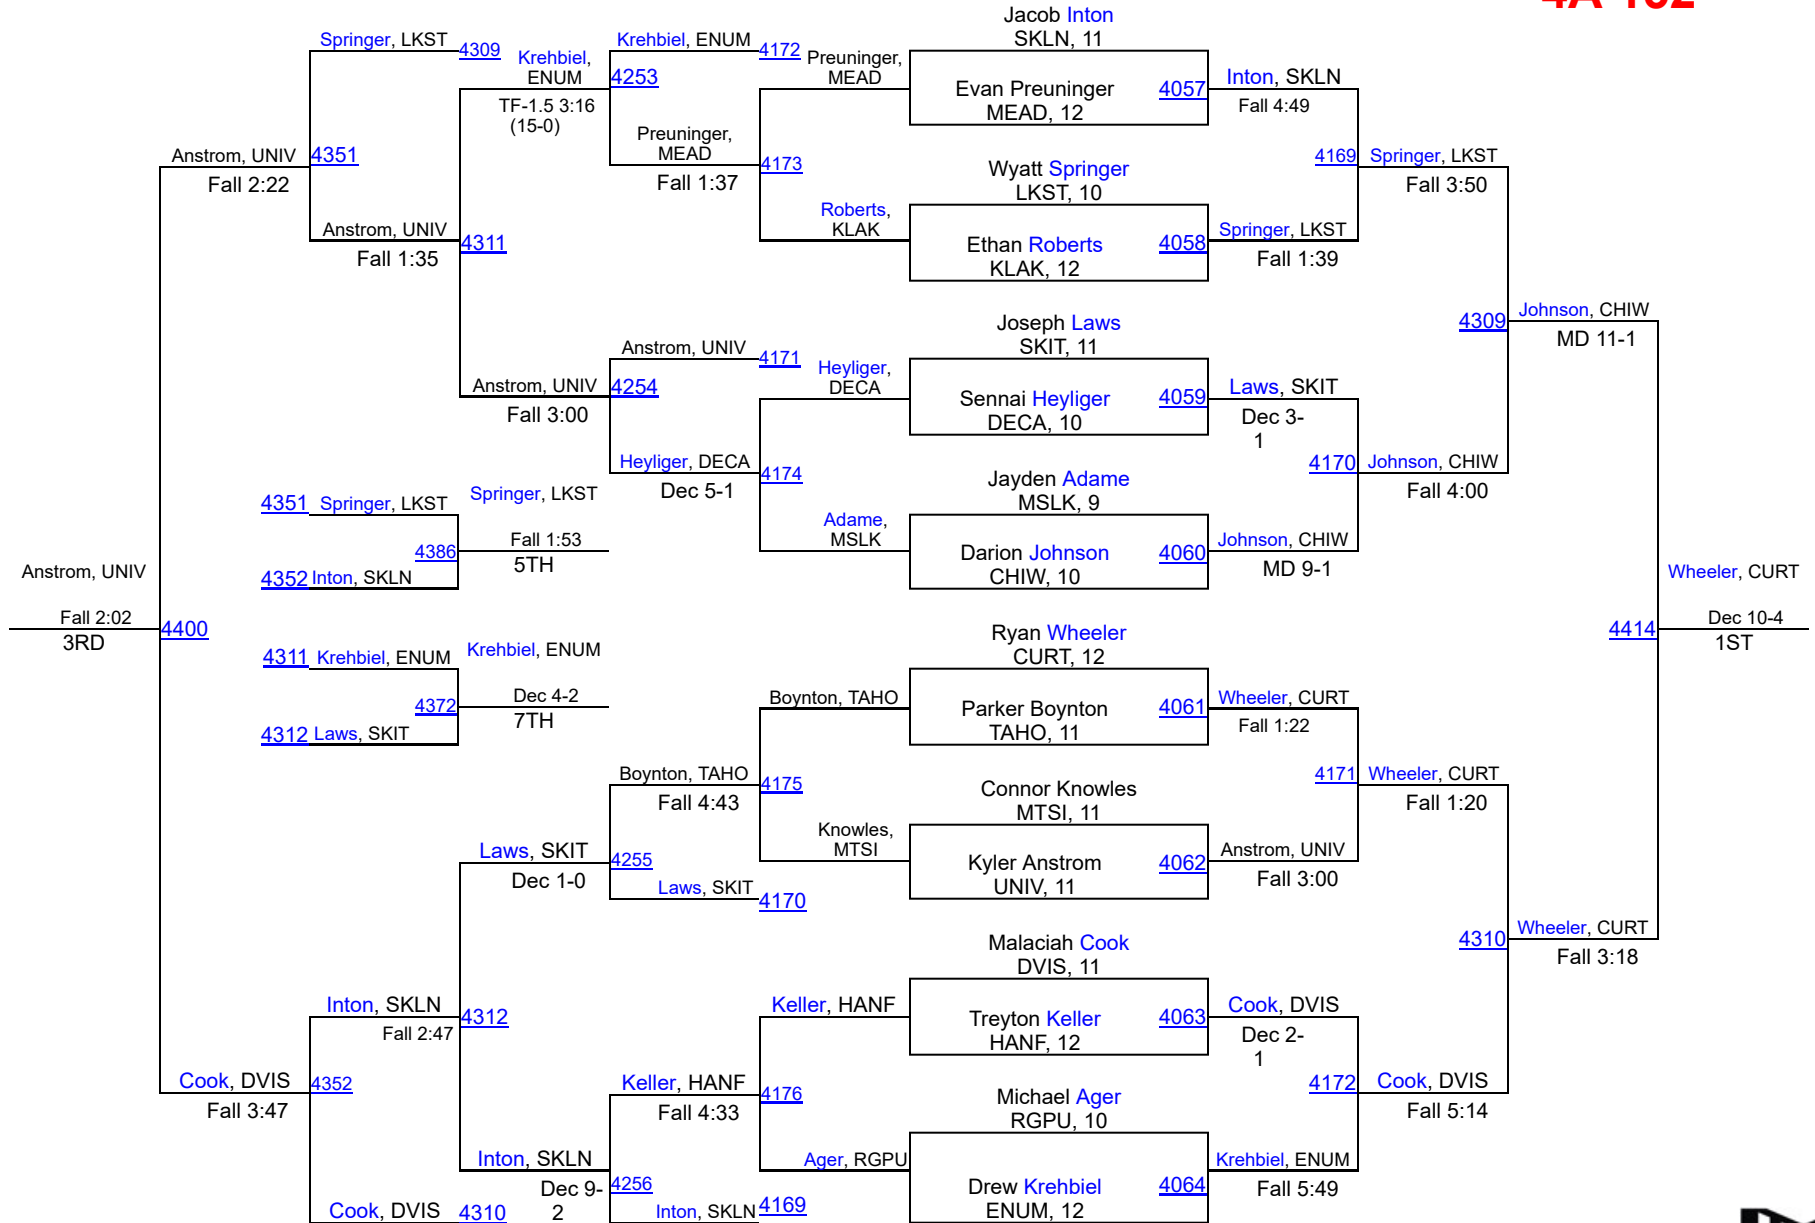 4A-182
Jacob Inton
SKLN, 11
Springer, LKST 4309
Krehbiel,
ENUM
TF-1.5 3:16
(15-0)
Krehbiel, ENUM 4172
4253
Preuninger,
MEAD
Evan Preuninger
MEAD, 12
4057
Inton, SKLN
Fall 4:49
Preuninger,
MEAD
Fall 1:37
4173
Anstrom, UNIV 4351
Fall 2:22
Wyatt Springer
LKST, 10
4169 Springer, LKST
Fall 3:50
Roberts,
KLAK
Ethan Roberts
KLAK, 12
4058
Springer, LKST
Fall 1:39
Anstrom, UNIV 4311
Fall 1:35
Joseph Laws
SKIT, 11
4309 Johnson, CHIW
MD 11-1
Anstrom, UNIV 4171
Heyliger,
DECA
Sennai Heyliger
DECA, 10
4059
Laws, SKIT
Dec 3-
1
Anstrom, UNIV 4254
Fall 3:00
Heyliger, DECA 4174
Dec 5-1
Jayden Adame
MSLK, 9
4170 Johnson, CHIW
Fall 4:00
4351 Springer, LKST
Springer, LKST
4386 Fall 1:53
5TH
4352 Inton, SKLN
Adame,
MSLK
Darion Johnson
CHIW, 10
4060
Johnson, CHIW
MD 9-1
Anstrom, UNIV
Fall 2:02
3RD
4400
Wheeler, CURT
4414 Dec 10-4
1ST
4311 Krehbiel, ENUM
Krehbiel, ENUM
4372 Dec 4-2
7TH
4312 Laws, SKIT
Ryan Wheeler
CURT, 12
Boynton, TAHO
Parker Boynton
TAHO, 11
4061
Wheeler, CURT
Fall 1:22
Boynton, TAHO 4175
Fall 4:43
Connor Knowles
MTSI, 11
4171 Wheeler, CURT
Fall 1:20
Knowles,
MTSI
Kyler Anstrom
UNIV, 11
4062
Anstrom, UNIV
Fall 3:00
Laws, SKIT 4255
Dec 1-0
Laws, SKIT 4170
Malaciah Cook
DVIS, 11
4310 Wheeler, CURT
Fall 3:18
Inton, SKLN 4312
Fall 2:47
Keller, HANF
Treyton Keller
HANF, 12
4063
Cook, DVIS
Dec 2-
1
Cook, DVIS 4352
Fall 3:47
Keller, HANF 4176
Fall 4:33
Michael Ager
RGPU, 10
4172 Cook, DVIS
Fall 5:14
Inton, SKLN
Dec 9-
2
4256
Ager, RGPU
Drew Krehbiel
ENUM, 12
4064
Krehbiel, ENUM
Fall 5:49
Cook, DVIS 4310
Inton, SKLN 4169